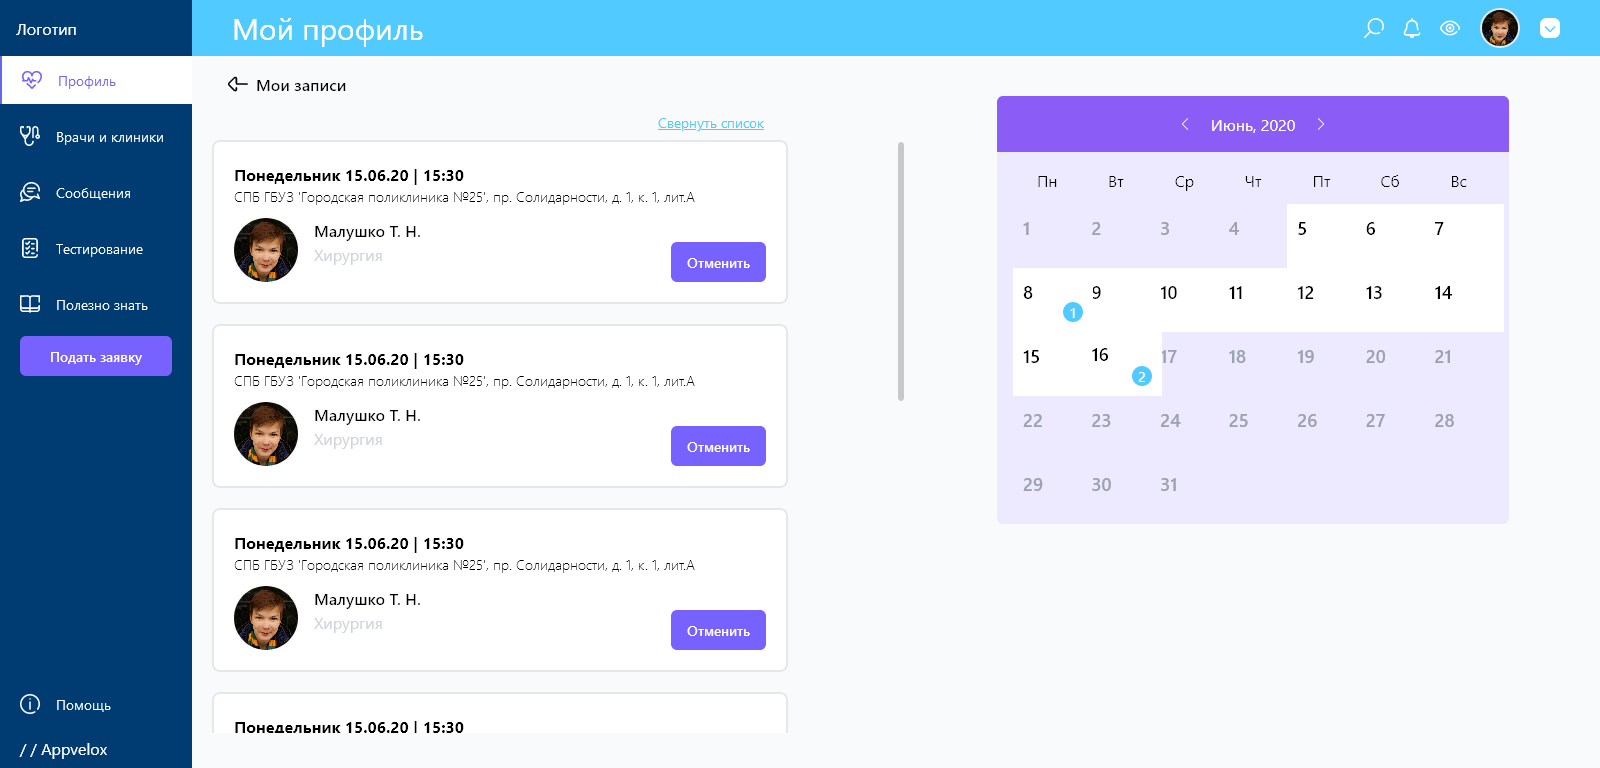 Логотип
Мой профиль
Профиль
Врачи и клиники
Сообщения
Тестирование
Полезно знать
Подать заявку
Помощь
/ / Appvelox
Мои записи
Свернуть список
Понедельник 15.06.20 | 15:30
СПБ ГБУЗ 'Городская поликлиника №25', пр. Солидарности, д. 1, к. 1, лит.А
Малушко Т. Н.
Хирургия
Отменить
Понедельник 15.06.20 | 15:30
СПБ ГБУЗ 'Городская поликлиника №25', пр. Солидарности, д. 1, к. 1, лит.А
Малушко Т. Н.
Хирургия
Отменить
Понедельник 15.06.20 | 15:30
СПБ ГБУЗ 'Городская поликлиника №25', пр. Солидарности, д. 1, к. 1, лит.А
Малушко Т. Н.
Хирургия
Отменить
Понедельник 15.06.20 | 15:30
Июнь, 2020
Пн Вт Ср Чт Пт Сб Вс
1 2 3 4 5 6 7
8 9 10 11 12 13 14
1
15 16 17 18 19 20 21
2
22 23 24 25 26 27 28
29 30 31